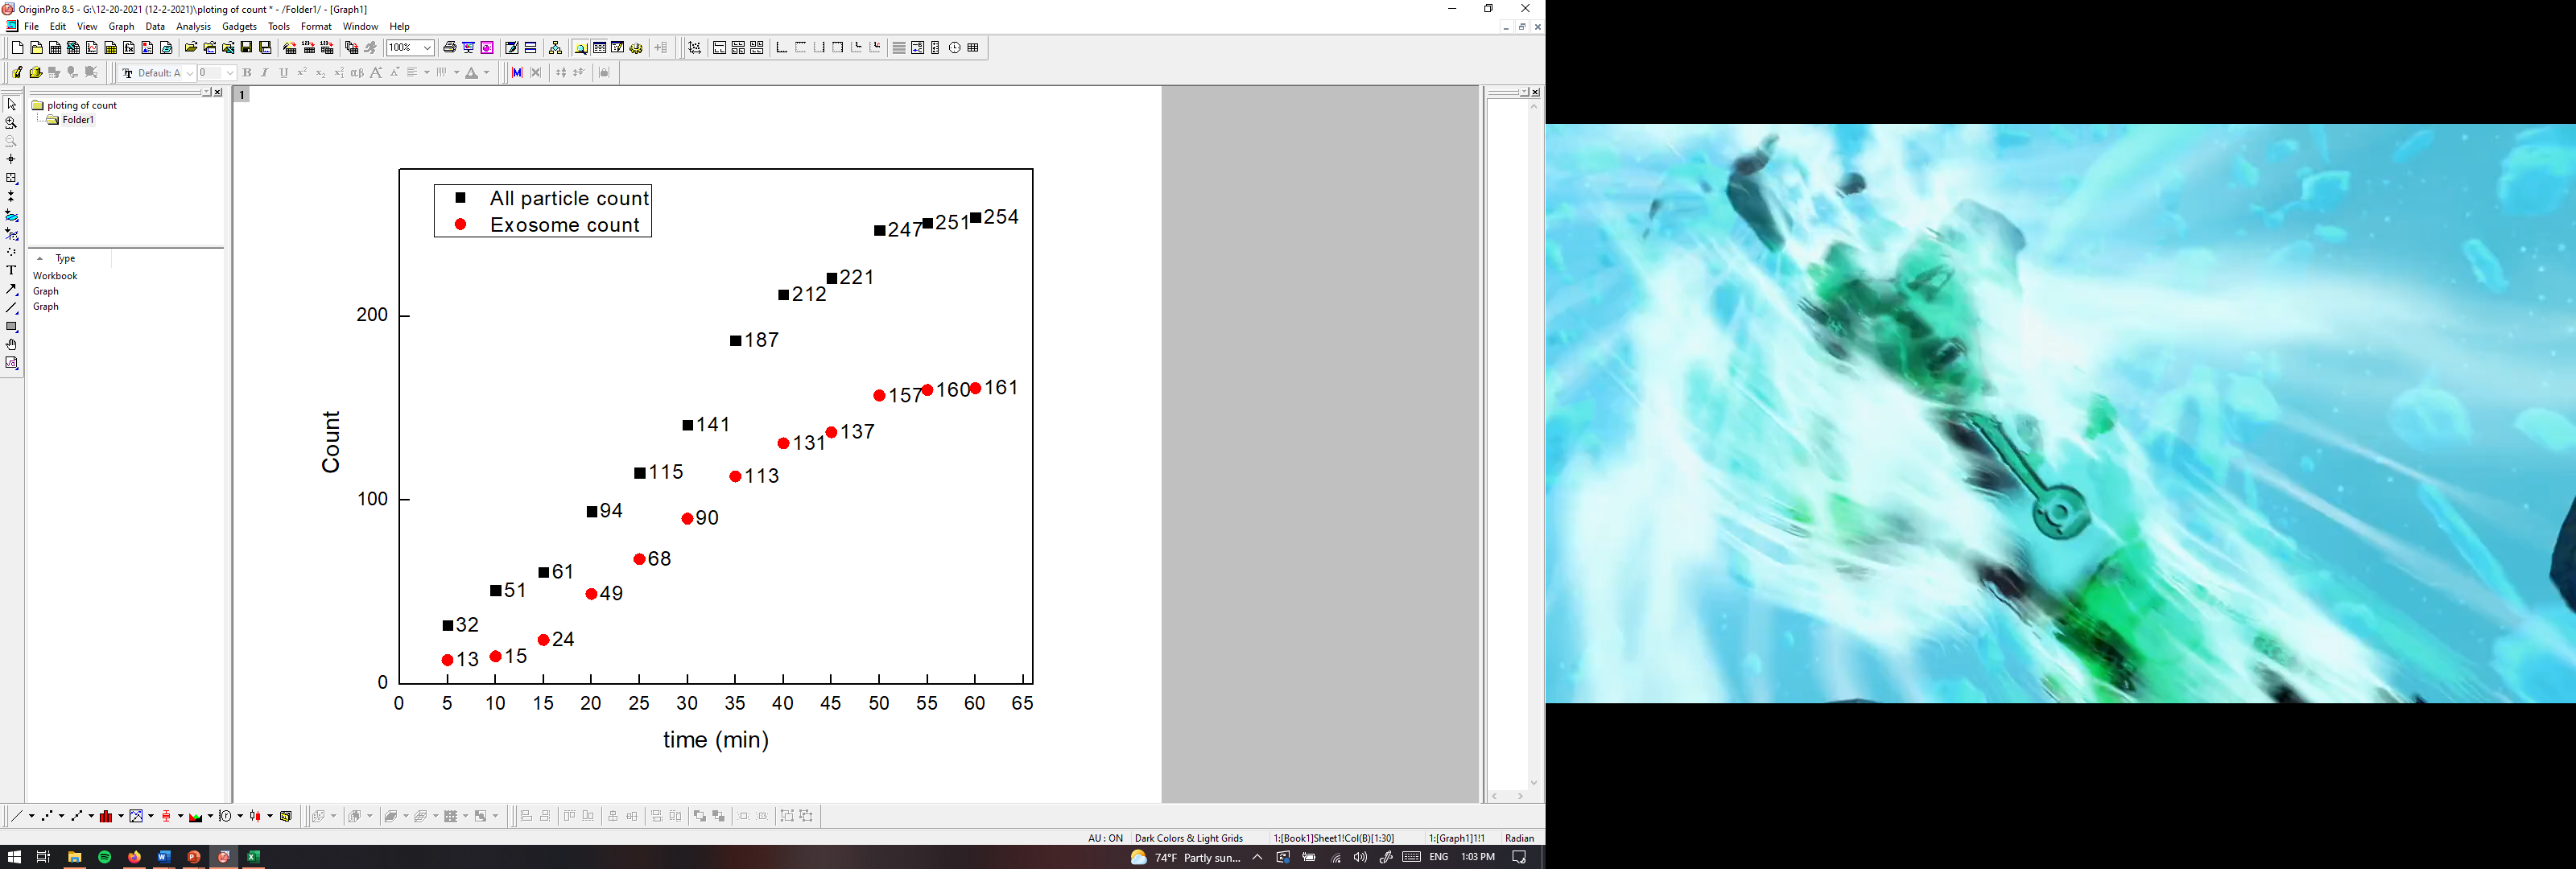 OriginPro 8.5 - G:\12-20-2021 (12-2-2021)\ploting of count * - /Folder1/ - [Graph1]
File Edit View Graph Data Analysis Gadgets Tools Format Window Help
100%
Default: A 0 B I U
ploting of count
Folder1
Type
Workbook
Graph
Graph
1
All particle count
Exosome count
Count
200
100
0
254
251
247
221
212
187
141
115
94
61
51
32
161
160
157
137
131
113
90
68
49
24
15
13
0 5 10 15 20 25 30 35 40 45 50 55 60 65
time (min)
AU : ON Dark Colors & Light Grids 1:[Book1]Sheet1!Col(B)[1:30] 1:[Graph1]1!1 Radian
74°F Partly sun... ENG 1:03 PM